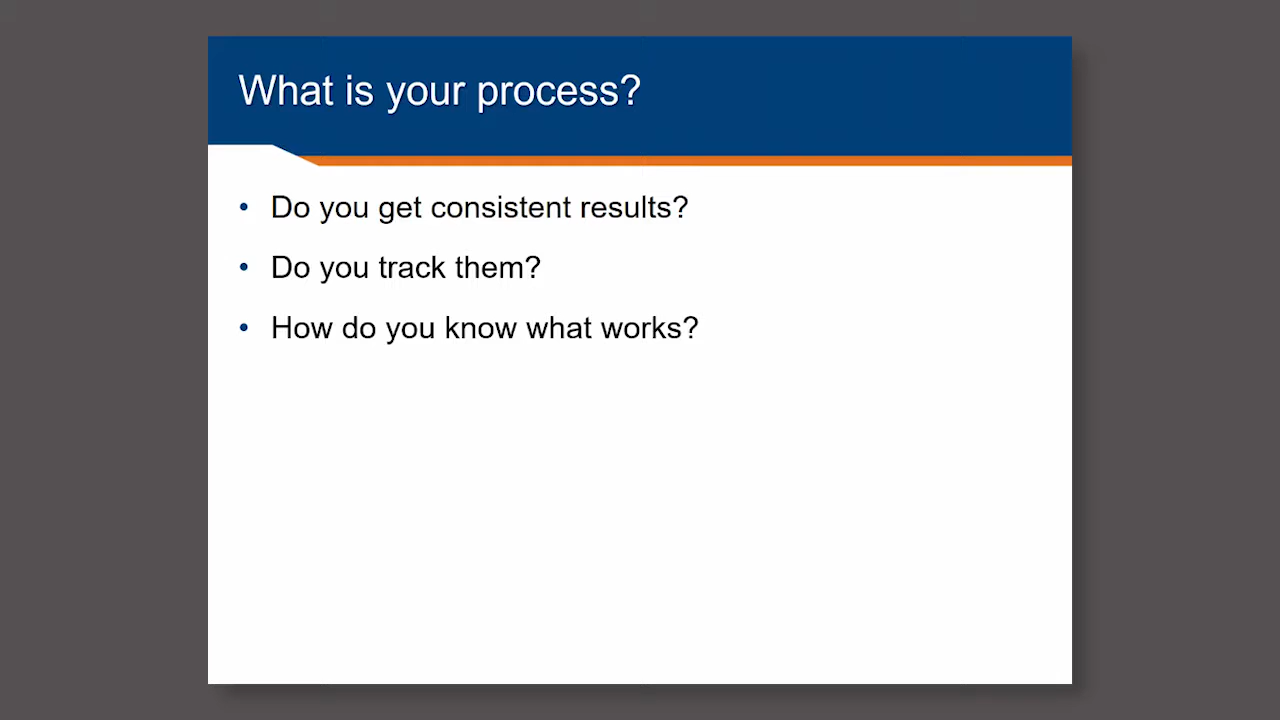 What is your process?
• Do you get consistent results?
• Do you track them?
• How do you know what works?